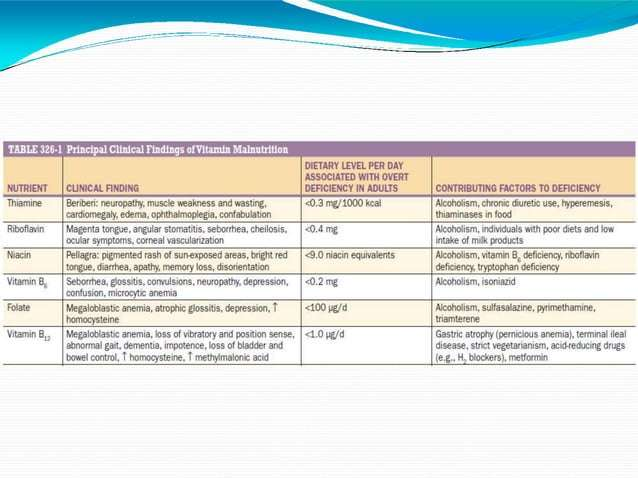 TABLE 326-1 Principal Clinical Findings of Vitamin Malnutrition
NUTRIENT CLINICAL FINDING DIETARY LEVEL PER DAY ASSOCIATED WITH OVERT DEFICIENCY IN ADULTS CONTRIBUTING FACTORS TO DEFICIENCY
Thiamine Beriberi: neuropathy, muscle weakness and wasting, <0.3 mg/1000 kcal Alcoholism, chronic diuretic use, hyperemesis,
cardiomegaly, edema, ophthalmoplegia, confabulation thiaminases in food
Riboflavin Magenta tongue, angular stomatitis, seborrhea, cheilosis, <0.4 mg Alcoholism, individuals with poor diets and low
ocular symptoms, corneal vascularization intake of milk products
Niacin Pellagra: pigmented rash of sun-exposed areas, bright red <9.0 niacin equivalents Alcoholism, vitamin B6 deficiency, riboflavin
tongue, diarrhea, apathy, memory loss, disorientation deficiency, tryptophan deficiency
Vitamin B6 Seborrhea, glossitis, convulsions, neuropathy, depression, <0.2 mg Alcoholism, isoniazid
confusion, microcytic anemia
Folate Megaloblastic anemia, atrophic glossitis, depression, ↑ <100 μg/d Alcoholism, sulfasalazine, pyrimethamine,
homocysteine triamterene
Vitamin B12 Megaloblastic anemia, loss of vibratory and position sense, <1.0 μg/d Gastric atrophy (pernicious anemia), terminal ileal
abnormal gait, dementia, impotence, loss of bladder and disease, strict vegetarianism, acid-reducing drugs
bowel control, ↑ homocysteine, ↑ methylmalonic acid (e.g., H2 blockers), metformin